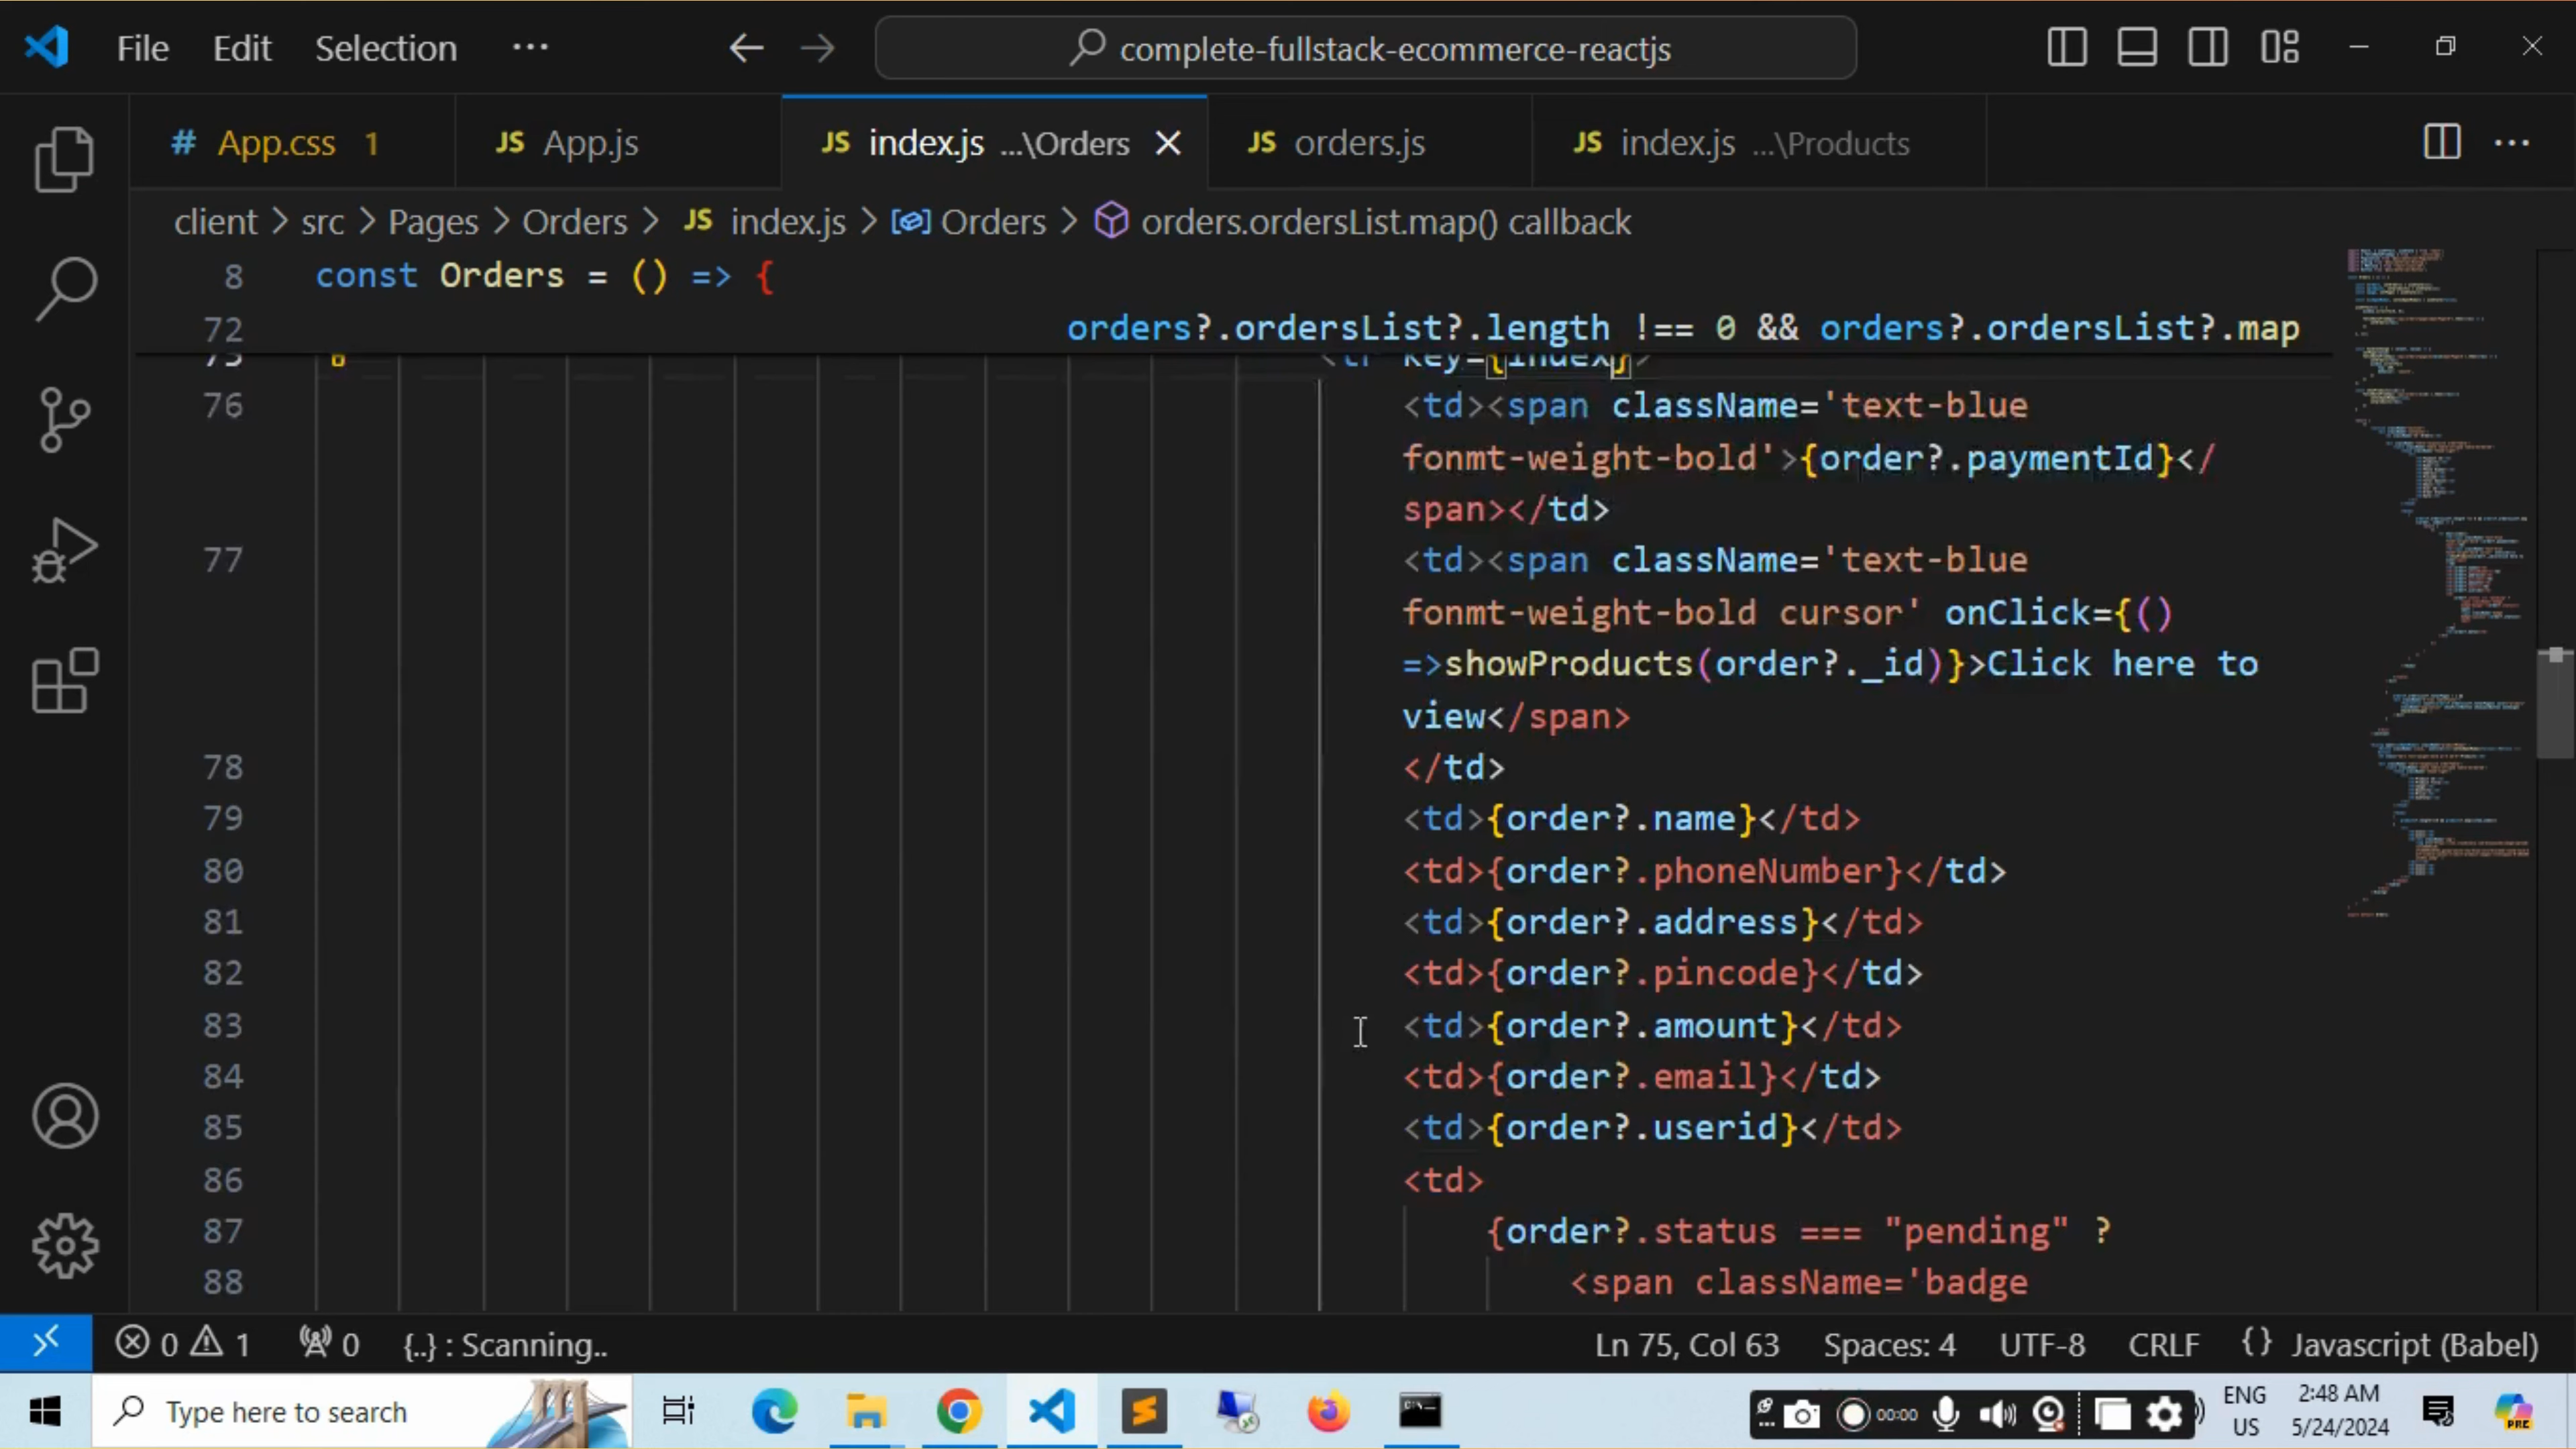 File Edit Selection ··· complete-fullstack-ecommerce-reactjs
# App.css 1 JS App.js JS index.js ...\Orders JS orders.js JS index.js ...\Products
client > src > Pages > Orders > JS index.js > Orders > orders.ordersList.map() callback
8 const Orders = () => {
72 orders?.ordersList?.length !== 0 && orders?.ordersList?.map
75 <tr key={index}>
76 <td><span className='text-blue
fonmt-weight-bold'>{order?.paymentId}</
span></td>
77 <td><span className='text-blue
fonmt-weight-bold cursor' onClick={()
=>showProducts(order?._id)}>Click here to
view</span>
78 </td>
79 <td>{order?.name}</td>
80 <td>{order?.phoneNumber}</td>
81 <td>{order?.address}</td>
82 <td>{order?.pincode}</td>
83 <td>{order?.amount}</td>
84 <td>{order?.email}</td>
85 <td>{order?.userid}</td>
86 <td>
87 {order?.status === "pending" ?
88 <span className='badge
0 1 0 {..} : Scanning.. Ln 75, Col 63 Spaces: 4 UTF-8 CRLF {} Javascript (Babel)
Type here to search 00:00 ENG 2:48 AM
US 5/24/2024 PRE